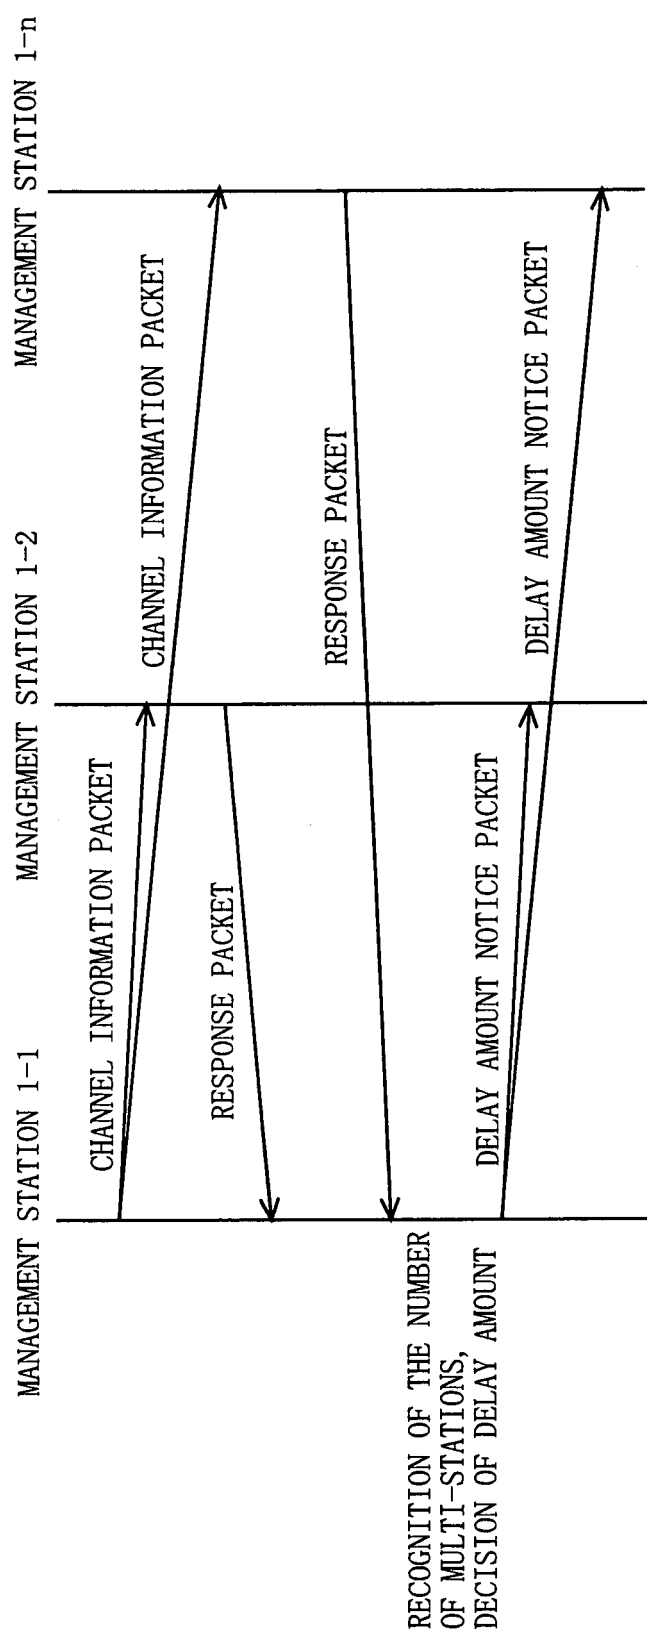 MANAGEMENT STATION 1-1
MANAGEMENT STATION 1-2
MANAGEMENT STATION 1-n
CHANNEL INFORMATION PACKET
CHANNEL INFORMATION PACKET
RESPONSE PACKET
RESPONSE PACKET
RECOGNITION OF THE NUMBER
OF MULTI-STATIONS,
DECISION OF DELAY AMOUNT
DELAY AMOUNT NOTICE PACKET
DELAY AMOUNT NOTICE PACKET